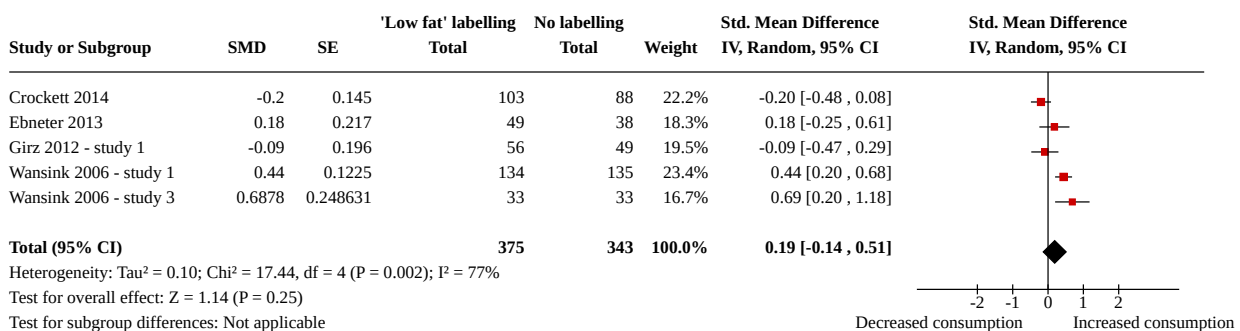 'Low fat' labelling No labelling Std. Mean Difference Std. Mean Difference
Study or Subgroup SMD SE Total Total Weight IV, Random, 95% CI IV, Random, 95% CI
Crockett 2014 -0.2 0.145 103 88 22.2% -0.20 [-0.48 , 0.08]
Ebneter 2013 0.18 0.217 49 38 18.3% 0.18 [-0.25 , 0.61]
Girz 2012 - study 1 -0.09 0.196 56 49 19.5% -0.09 [-0.47 , 0.29]
Wansink 2006 - study 1 0.44 0.1225 134 135 23.4% 0.44 [0.20 , 0.68]
Wansink 2006 - study 3 0.6878 0.248631 33 33 16.7% 0.69 [0.20 , 1.18]
Total (95% CI) 375 343 100.0% 0.19 [-0.14 , 0.51]
Heterogeneity: Tau² = 0.10; Chi² = 17.44, df = 4 (P = 0.002); I² = 77%
Test for overall effect: Z = 1.14 (P = 0.25) -2 -1 0 1 2
Test for subgroup differences: Not applicable Decreased consumption Increased consumption